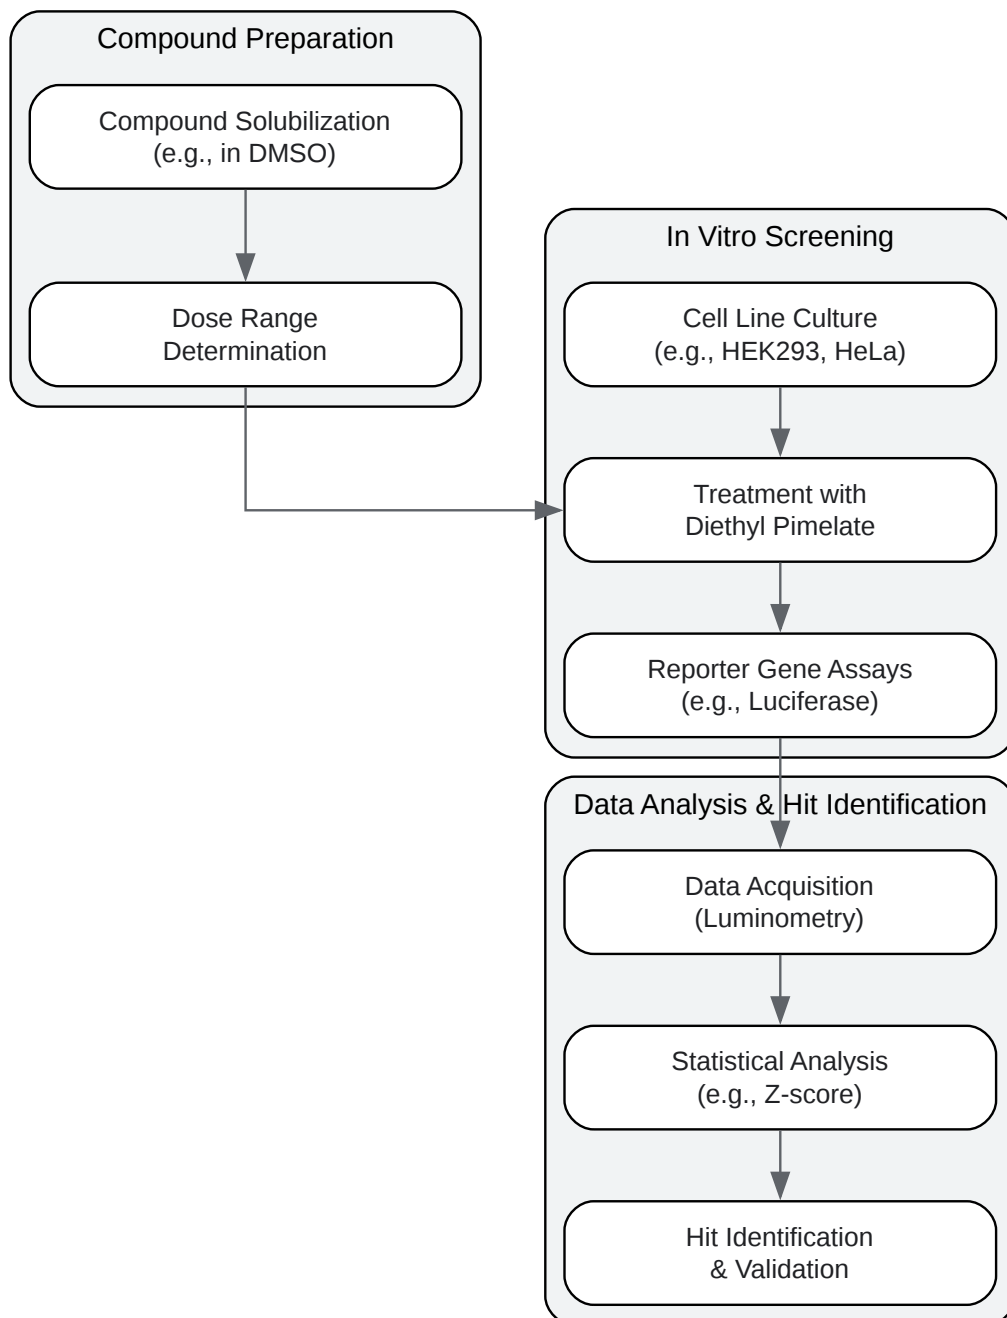 Compound Preparation
Compound Solubilization
(e.g., in DMSO)
Dose Range
Determination
In Vitro Screening
Cell Line Culture
(e.g., HEK293, HeLa)
Treatment with
Diethyl Pimelate
Reporter Gene Assays
(e.g., Luciferase)
Data Analysis & Hit Identification
Data Acquisition
(Luminometry)
Statistical Analysis
(e.g., Z-score)
Hit Identification
& Validation